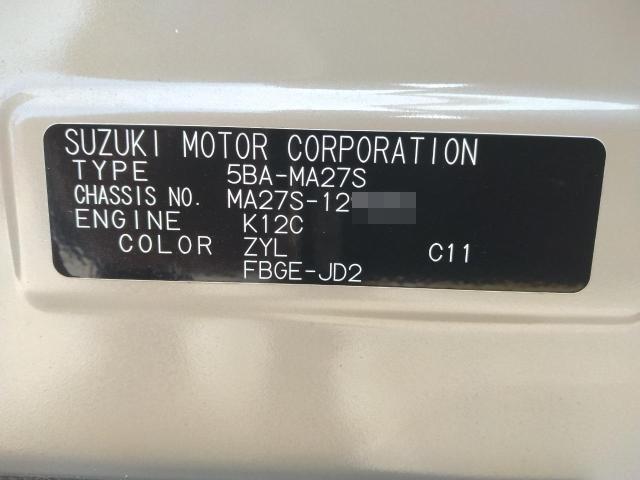 SUZUKI MOTOR CORPORATION
TYPE 5BA-MA27S
CHASSIS NO. MA27S-12
ENGINE K12C
COLOR ZYL C11
FBGE-JD2